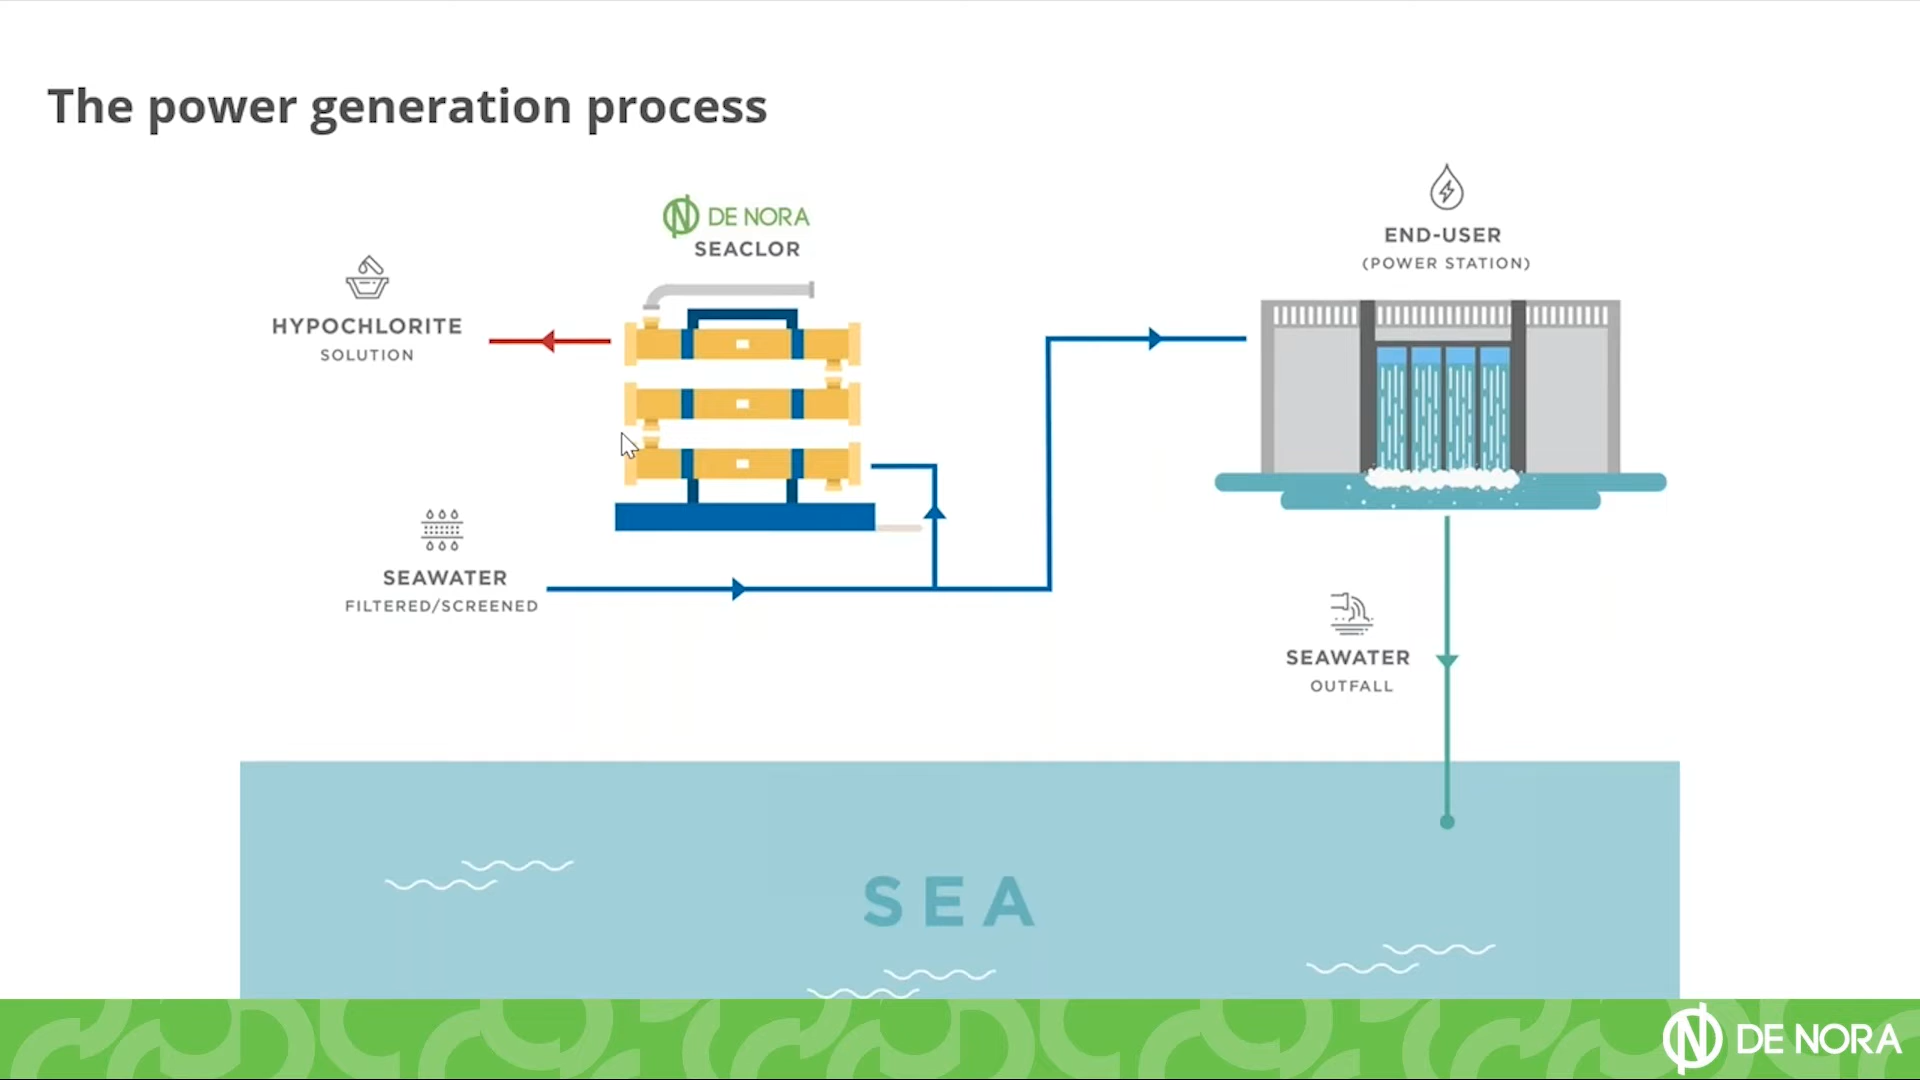 The power generation process
DE NORA
SEACLOR
HYPOCHLORITE
SOLUTION
END-USER
(POWER STATION)
SEAWATER
FILTERED/SCREENED
SEAWATER
OUTFALL
SEA
DE NORA